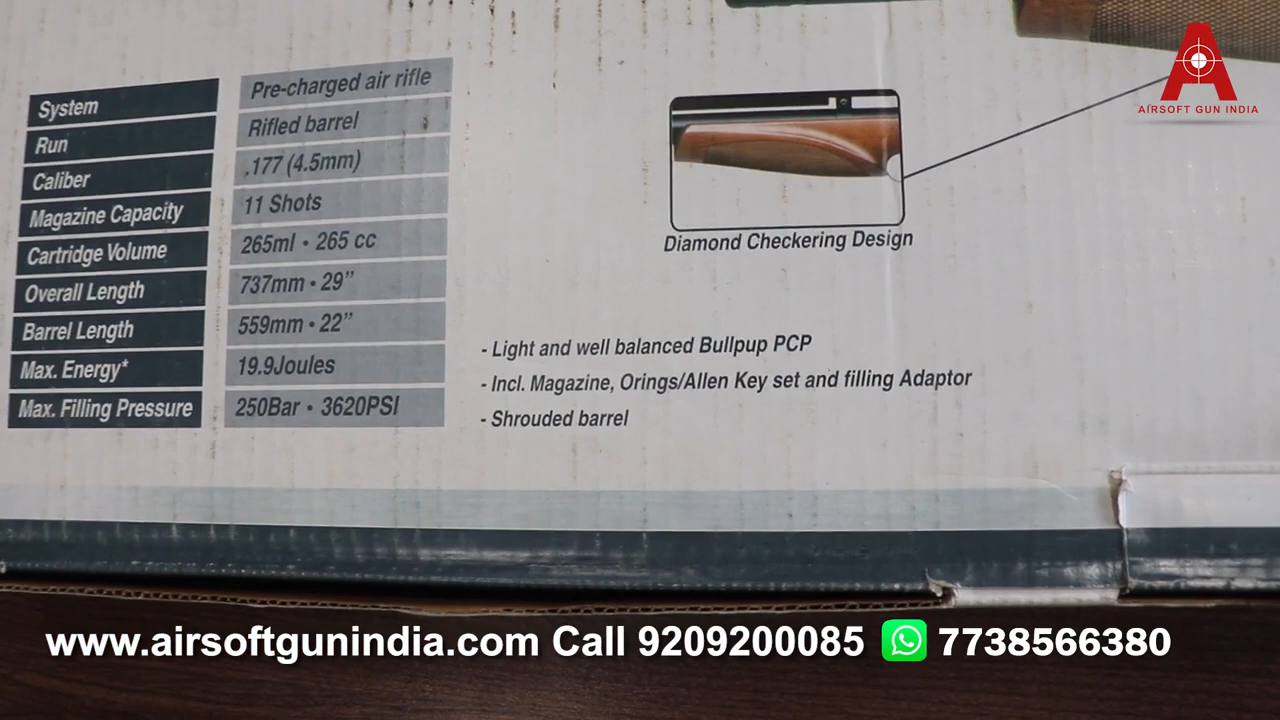 AIRSOFT GUN INDIA
System Pre-charged air rifle
Run Rifled barrel
Caliber .177 (4.5mm)
Magazine Capacity 11 Shots
Cartridge Volume 265ml • 265 cc
Overall Length 737mm • 29”
Barrel Length 559mm • 22”
Max. Energy* 19.9Joules
Max. Filling Pressure 250Bar • 3620PSI
Diamond Checkering Design
- Light and well balanced Bullpup PCP
- Incl. Magazine, Orings/Allen Key set and filling Adaptor
- Shrouded barrel
www.airsoftgunindia.com Call 9209200085 7738566380